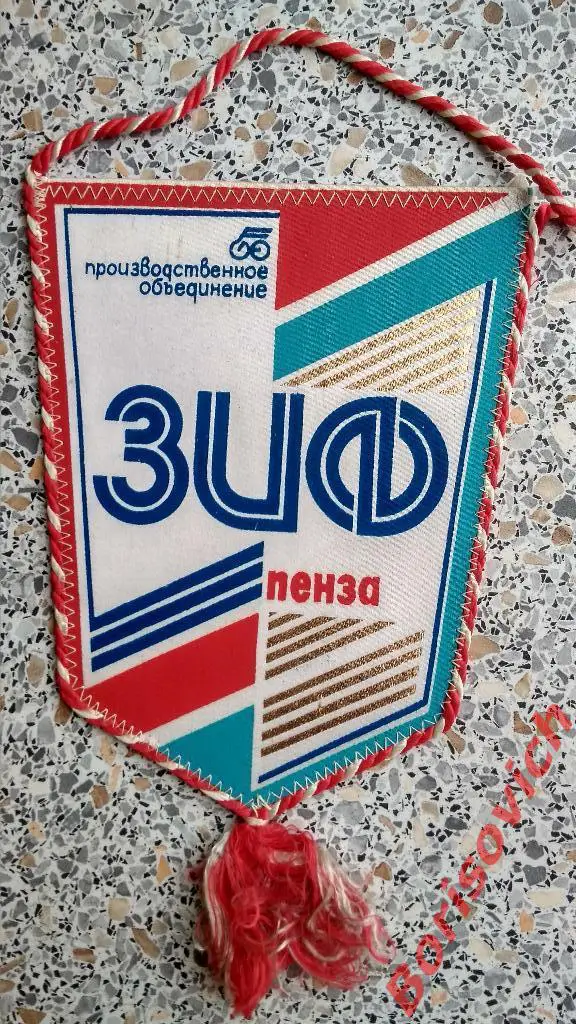 производственное
объединение
ЗИФ
пенза
Borisovich